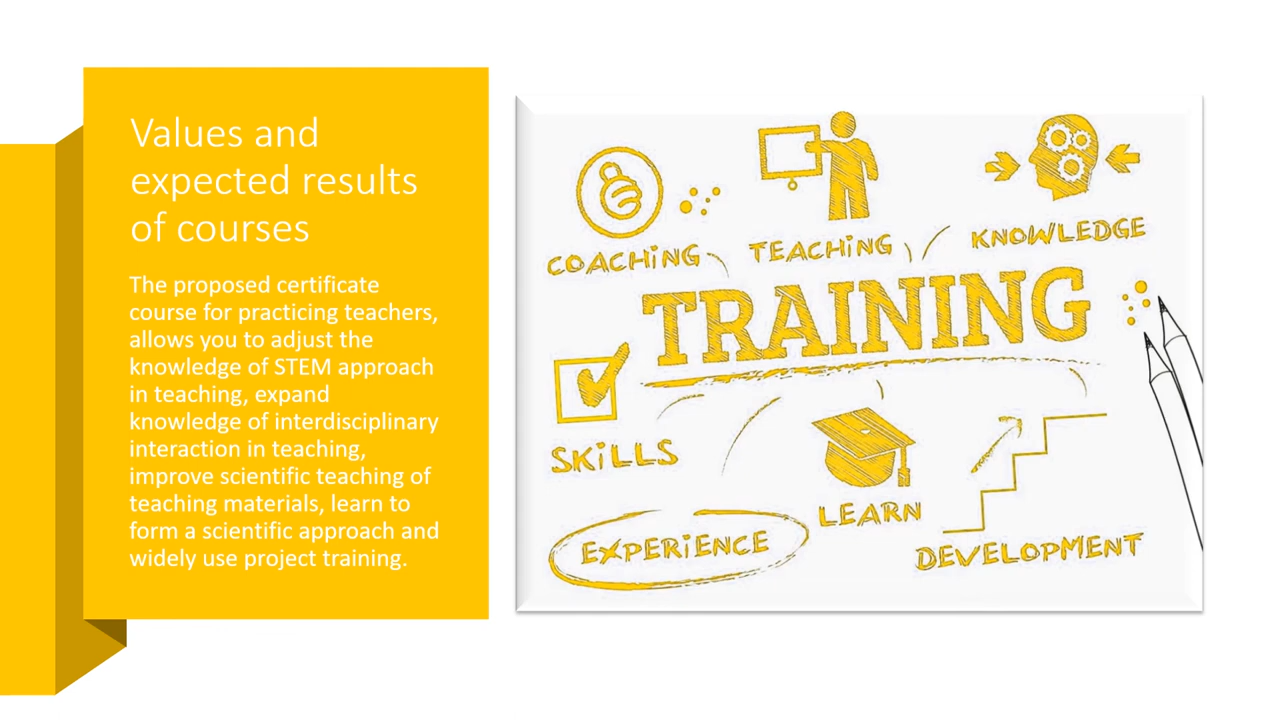 Values and
expected results
of courses
The proposed certificate
course for practicing teachers,
allows you to adjust the
knowledge of STEM approach
in teaching, expand
knowledge of interdisciplinary
interaction in teaching,
improve scientific teaching of
teaching materials, learn to
form a scientific approach and
widely use project training.
COACHiNG
TEACHiNG
KNOWLEDGE
TRAINING
SKiLLS
LEARN
EXPERiENCE
DEVELOPMENT